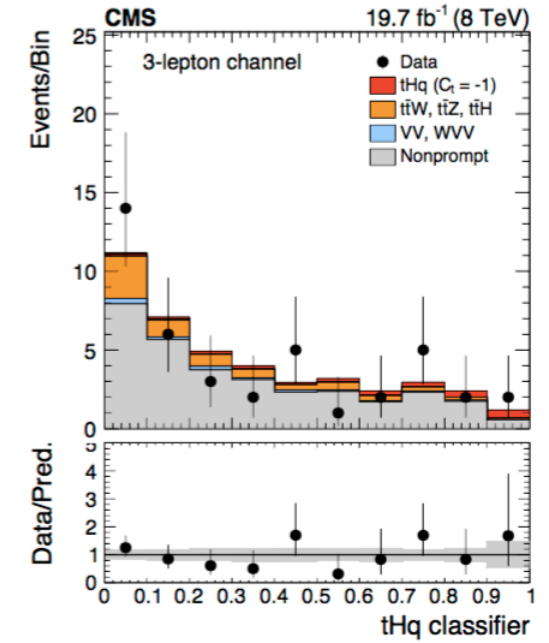 CMS 19.7 fb⁻¹ (8 TeV)
Events/Bin
25
20
15
10
5
0
3-lepton channel
Data
tHq (Cₜ = -1)
tt̄W, tt̄Z, tt̄H
VV, WVV
Nonprompt
Data/Pred.
5
4
3
2
1
0
0 0.1 0.2 0.3 0.4 0.5 0.6 0.7 0.8 0.9 1
tHq classifier